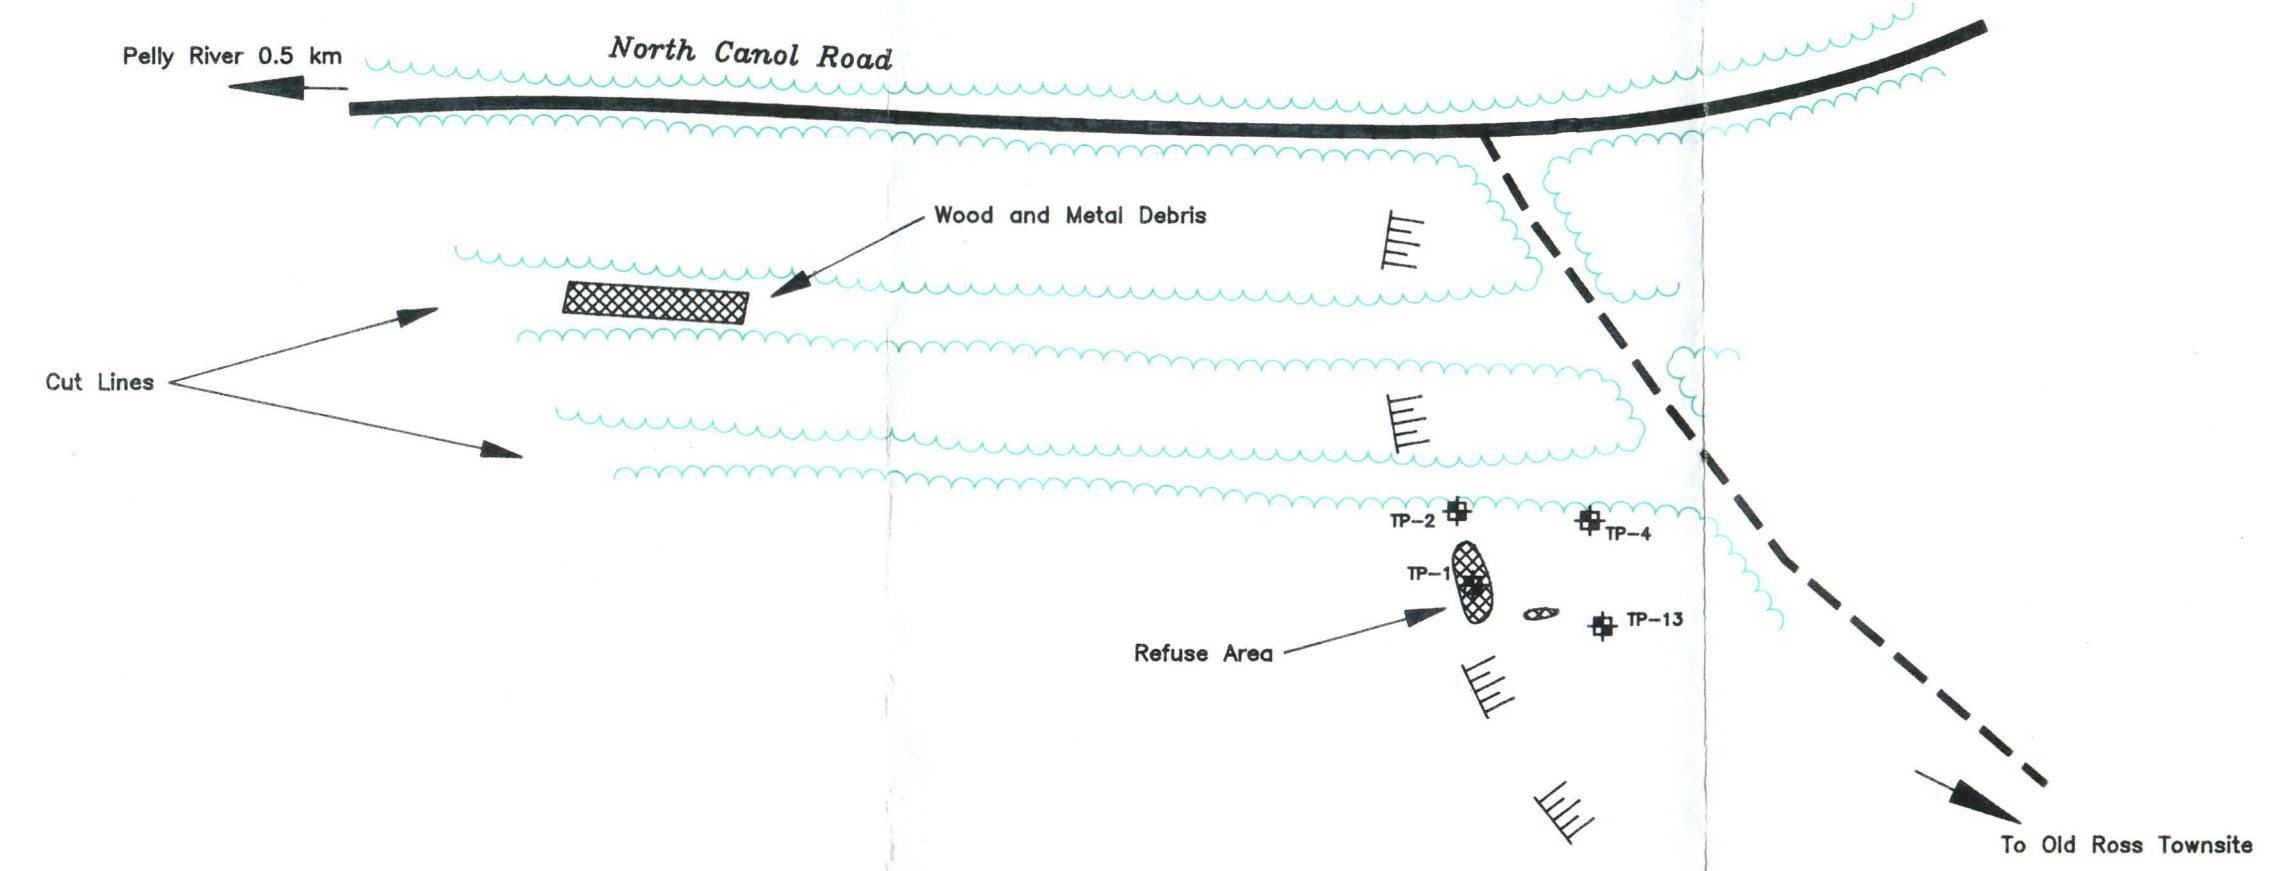 North Canol Road
Pelly River 0.5 km
Wood and Metal Debris
Cut Lines
TP-2
TP-4
TP-1
TP-13
Refuse Area
To Old Ross Townsite